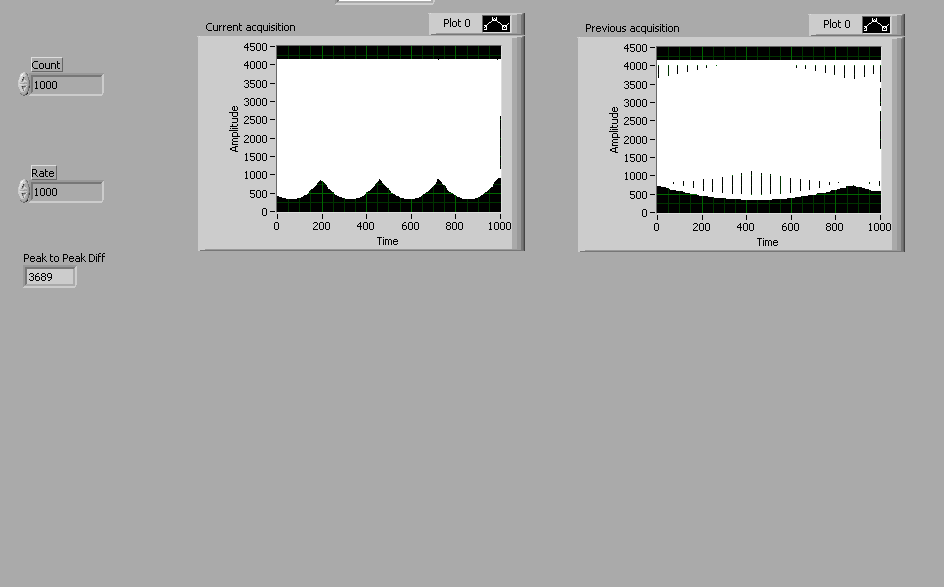 Current acquisition
Plot 0
Amplitude
4500
4000
3500
3000
2500
2000
1500
1000
500
0
0 200 400 600 800 1000
Time
Previous acquisition
Plot 0
Amplitude
4500
4000
3500
3000
2500
2000
1500
1000
500
0
0 200 400 600 800 1000
Time
Count
1000
Rate
1000
Peak to Peak Diff
3689